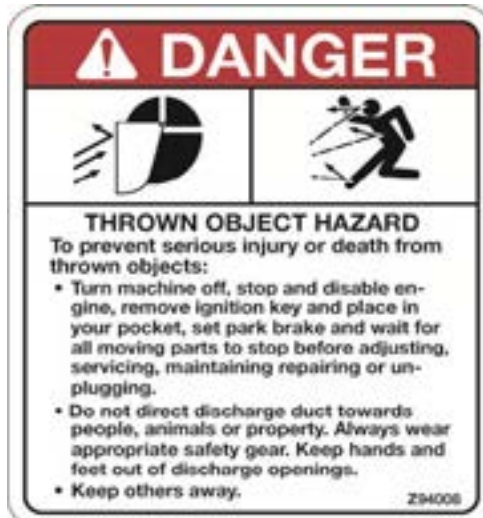 DANGER
THROWN OBJECT HAZARD
To prevent serious injury or death from
thrown objects:
• Turn machine off, stop and disable en-
gine, remove ignition key and place in
your pocket, set park brake and wait for
all moving parts to stop before adjusting,
servicing, maintaining repairing or un-
plugging.
• Do not direct discharge duct towards
people, animals or property. Always wear
appropriate safety gear. Keep hands and
feet out of discharge openings.
• Keep others away.
Z94008